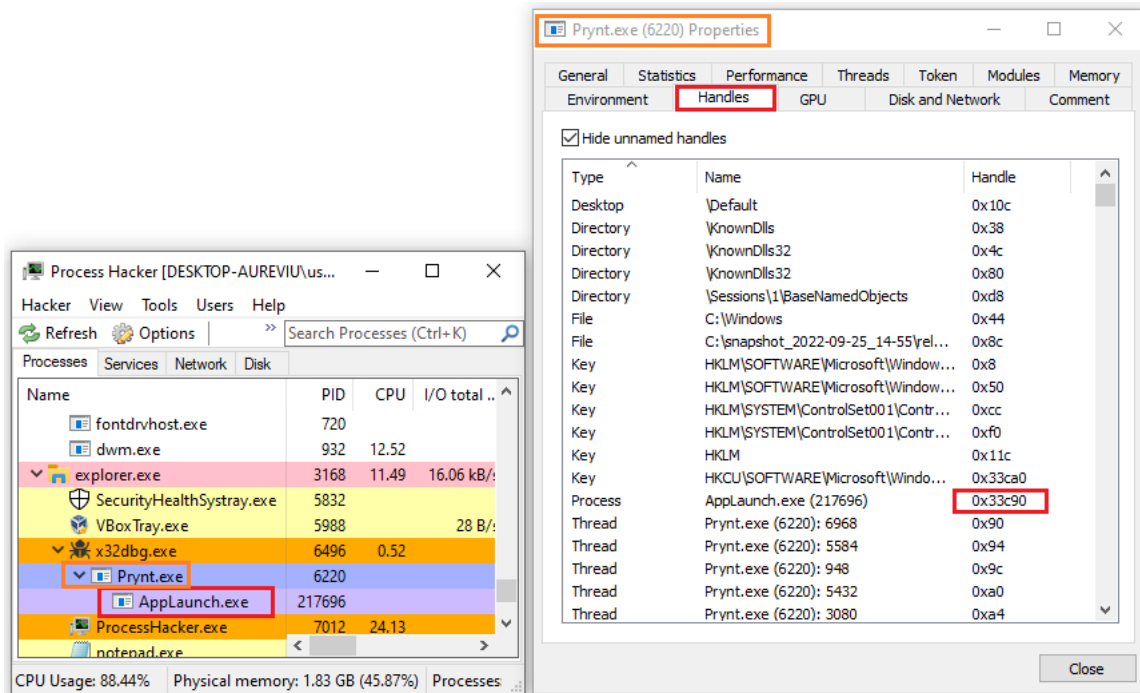 Process Hacker [DESKTOP-AUREVIU\us...
Hacker View Tools Users Help
Refresh Options » Search Processes (Ctrl+K)
Processes Services Network Disk
Name PID CPU I/O total ...
fontdrvhost.exe 720
dwm.exe 932 12.52
explorer.exe 3168 11.49 16.06 kB/
SecurityHealthSystray.exe 5832
VBoxTray.exe 5988 28 B/
x32dbg.exe 6496 0.52
Prynt.exe 6220
AppLaunch.exe 217696
ProcessHacker.exe 7012 24.13
notepad.exe
CPU Usage: 88.44% Physical memory: 1.83 GB (45.87%) Processes:
Prynt.exe (6220) Properties
General Statistics Performance Threads Token Modules Memory
Environment Handles GPU Disk and Network Comment
Hide unnamed handles
Type Name Handle
Desktop \Default 0x10c
Directory \KnownDlls 0x38
Directory \KnownDlls32 0x4c
Directory \KnownDlls32 0x80
Directory \Sessions\1\BaseNamedObjects 0xd8
File C:\Windows 0x44
File C:\snapshot_2022-09-25_14-55\rel... 0x8c
Key HKLM\SOFTWARE\Microsoft\Window... 0x8
Key HKLM\SOFTWARE\Microsoft\Window... 0x50
Key HKLM\SYSTEM\ControlSet001\Contr... 0xcc
Key HKLM\SYSTEM\ControlSet001\Contr... 0xf0
Key HKLM 0x11c
Key HKCU\SOFTWARE\Microsoft\Windo... 0x33ca0
Process AppLaunch.exe (217696) 0x33c90
Thread Prynt.exe (6220): 6968 0x90
Thread Prynt.exe (6220): 5584 0x94
Thread Prynt.exe (6220): 948 0x9c
Thread Prynt.exe (6220): 5432 0xa0
Thread Prynt.exe (6220): 3080 0xa4
Close